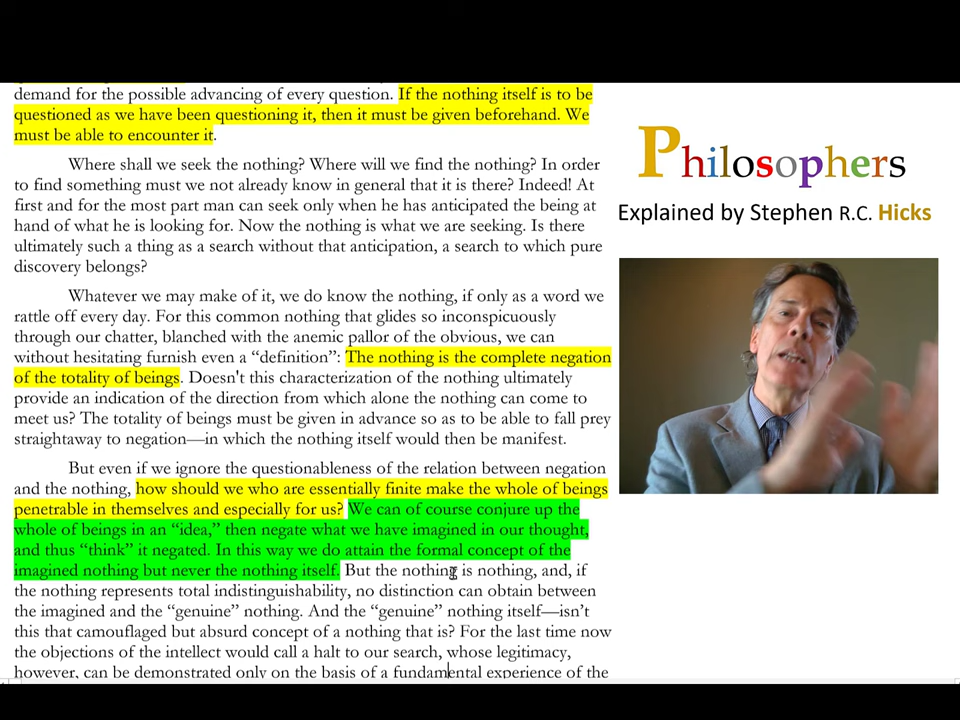 demand for the possible advancing of every question. If the nothing itself is to be
questioned as we have been questioning it, then it must be given beforehand. We
must be able to encounter it.
Where shall we seek the nothing? Where will we find the nothing? In order
to find something must we not already know in general that it is there? Indeed! At
first and for the most part man can seek only when he has anticipated the being at
hand of what he is looking for. Now the nothing is what we are seeking. Is there
ultimately such a thing as a search without that anticipation, a search to which pure
discovery belongs?
Whatever we may make of it, we do know the nothing, if only as a word we
rattle off every day. For this common nothing that glides so inconspicuously
through our chatter, blanched with the anemic pallor of the obvious, we can
without hesitating furnish even a “definition”: The nothing is the complete negation
of the totality of beings. Doesn't this characterization of the nothing ultimately
provide an indication of the direction from which alone the nothing can come to
meet us? The totality of beings must be given in advance so as to be able to fall prey
straightaway to negation—in which the nothing itself would then be manifest.
But even if we ignore the questionableness of the relation between negation
and the nothing, how should we who are essentially finite make the whole of beings
penetrable in themselves and especially for us? We can of course conjure up the
whole of beings in an “idea,” then negate what we have imagined in our thought,
and thus “think” it negated. In this way we do attain the formal concept of the
imagined nothing but never the nothing itself. But the nothing is nothing, and, if
the nothing represents total indistinguishability, no distinction can obtain between
the imagined and the “genuine” nothing. And the “genuine” nothing itself—isn’t
this that camouflaged but absurd concept of a nothing that is? For the last time now
the objections of the intellect would call a halt to our search, whose legitimacy,
however, can be demonstrated only on the basis of a fundamental experience of the
Philosophers
Explained by Stephen R.C. Hicks